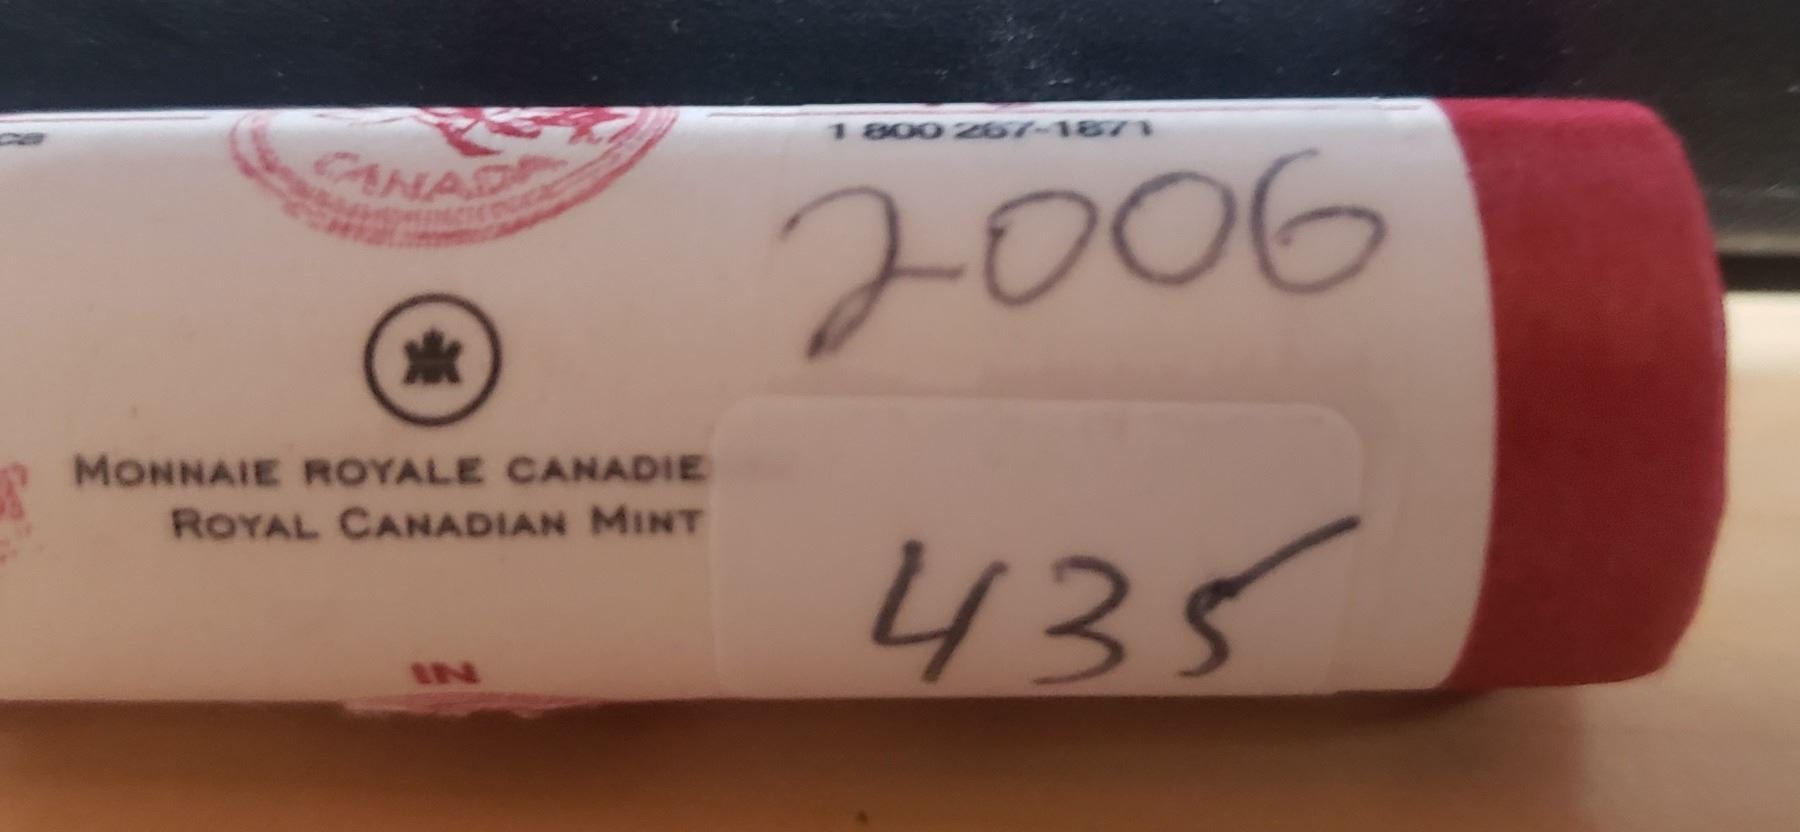 1 800 267-1871
CANADA
2006
MONNAIE ROYALE CANADIE
ROYAL CANADIAN MINT
435
IN